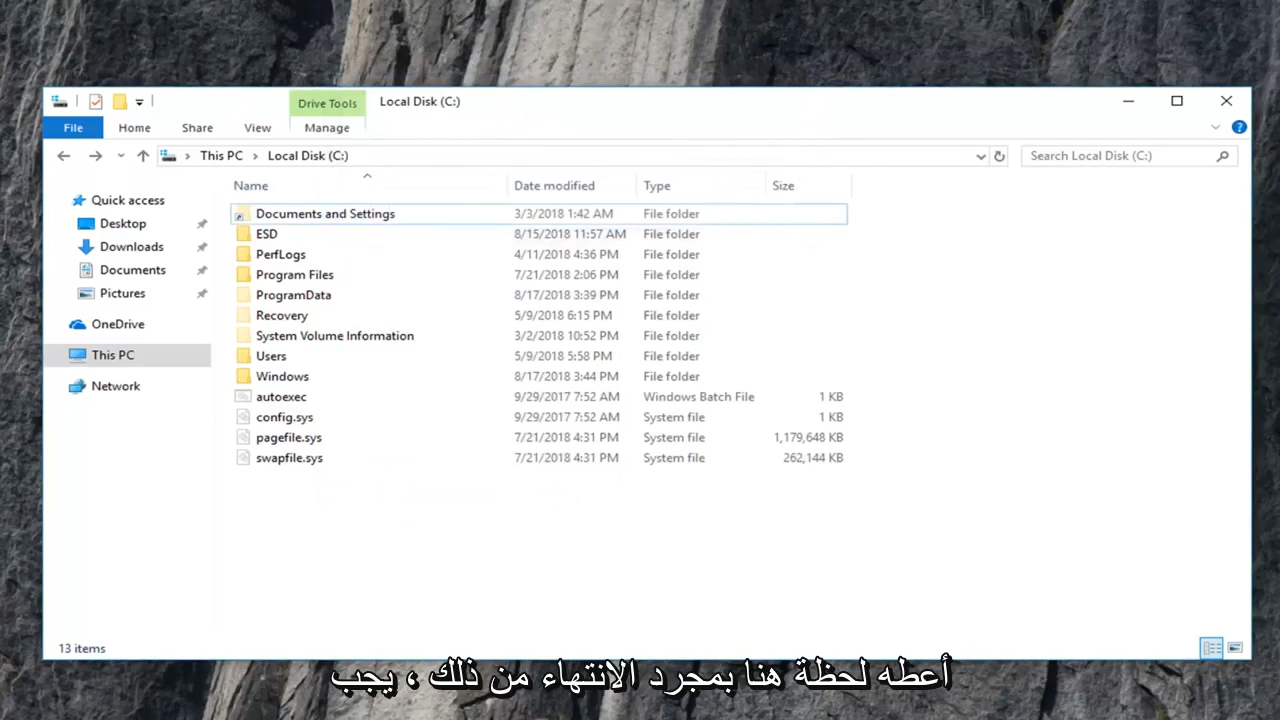 Drive Tools
Local Disk (C:)
File
Home
Share
View
Manage
This PC
Local Disk (C:)
Search Local Disk (C:)
Name
Date modified
Type
Size
Quick access
Desktop
Downloads
Documents
Pictures
OneDrive
This PC
Network
Documents and Settings 3/3/2018 1:42 AM File folder
ESD 8/15/2018 11:57 AM File folder
PerfLogs 4/11/2018 4:36 PM File folder
Program Files 7/21/2018 2:06 PM File folder
ProgramData 8/17/2018 3:39 PM File folder
Recovery 5/9/2018 6:15 PM File folder
System Volume Information 3/2/2018 10:52 PM File folder
Users 5/9/2018 5:58 PM File folder
Windows 8/17/2018 3:44 PM File folder
autoexec 9/29/2017 7:52 AM Windows Batch File 1 KB
config.sys 9/29/2017 7:52 AM System file 1 KB
pagefile.sys 7/21/2018 4:31 PM System file 1,179,648 KB
swapfile.sys 7/21/2018 4:31 PM System file 262,144 KB
13 items
أعطه لحظة هنا بمجرد الانتهاء من ذلك ، يجب